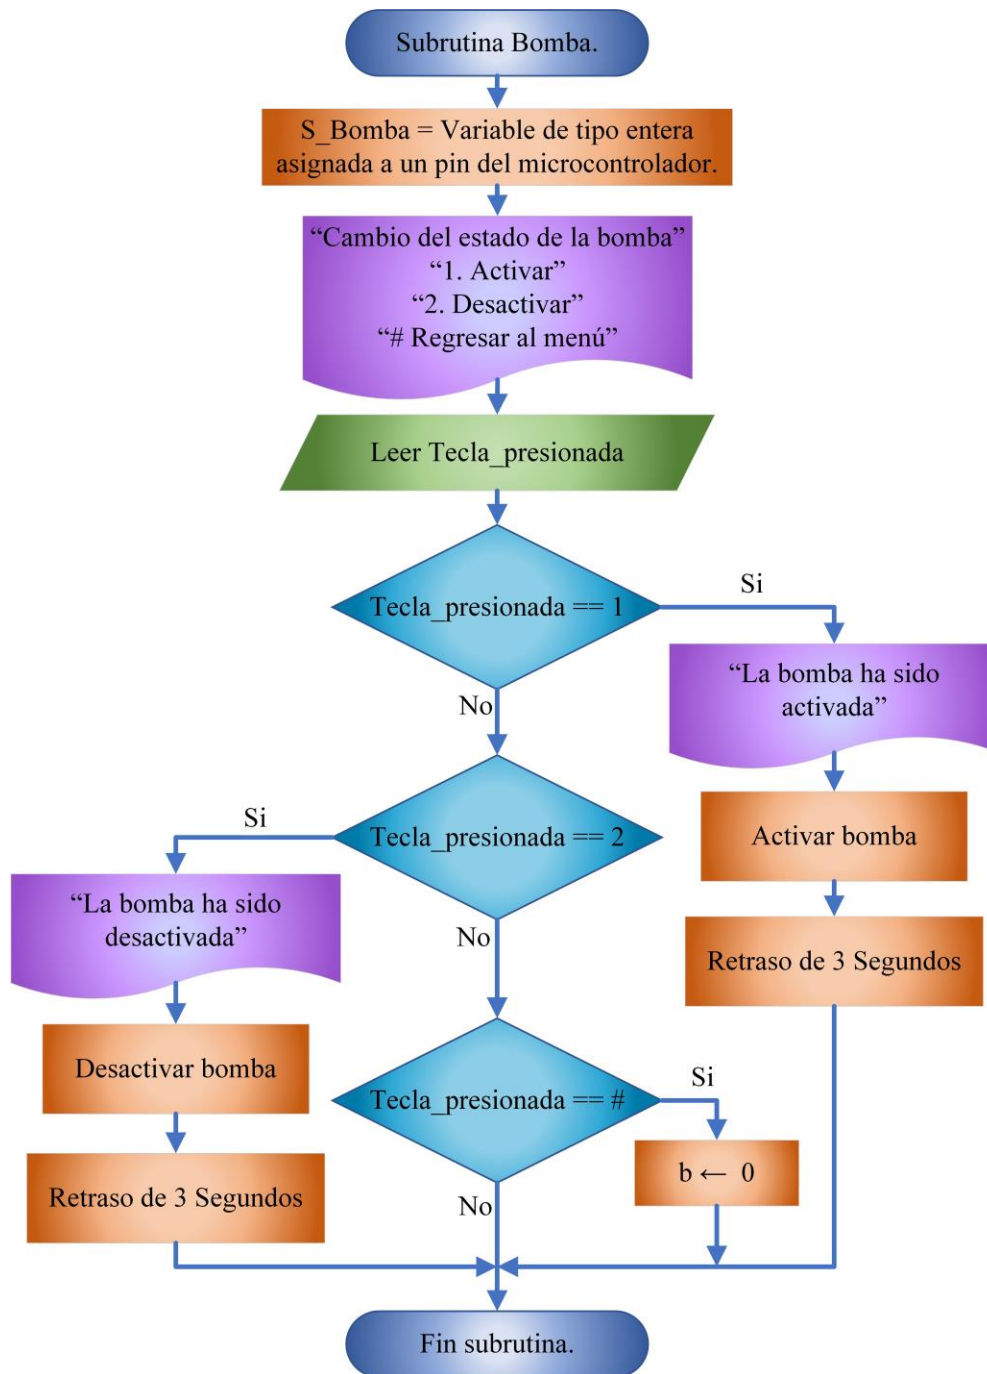 Subrutina Bomba.
S_Bomba = Variable de tipo entera
asignada a un pin del microcontrolador.
“Cambio del estado de la bomba”
“1. Activar”
“2. Desactivar”
“# Regresar al menú”
Leer Tecla_presionada
Tecla_presionada == 1
Si
No
“La bomba ha sido
activada”
Activar bomba
Retraso de 3 Segundos
Tecla_presionada == 2
Si
No
“La bomba ha sido
desactivada”
Desactivar bomba
Retraso de 3 Segundos
Tecla_presionada == #
Si
No
b ← 0
Fin subrutina.